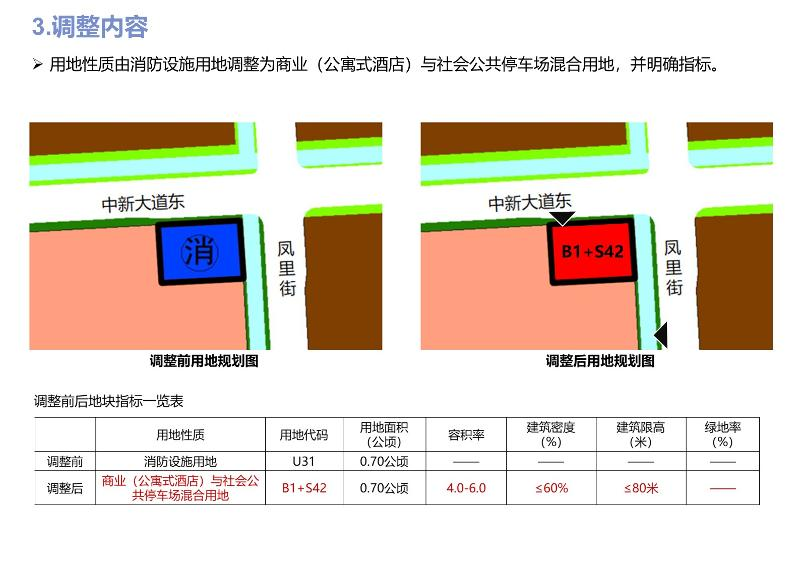 3.调整内容
➢ 用地性质由消防设施用地调整为商业（公寓式酒店）与社会公共停车场混合用地，并明确指标。
中新大道东
消
凤里街
调整前用地规划图
中新大道东
B1+S42
凤里街
调整后用地规划图
调整前后地块指标一览表
用地性质 用地代码 用地面积（公顷） 容积率 建筑密度（%） 建筑限高（米） 绿地率（%）
调整前 消防设施用地 U31 0.70公顷 —— —— —— ——
调整后 商业（公寓式酒店）与社会公共停车场混合用地 B1+S42 0.70公顷 4.0-6.0 ≤60% ≤80米 ——